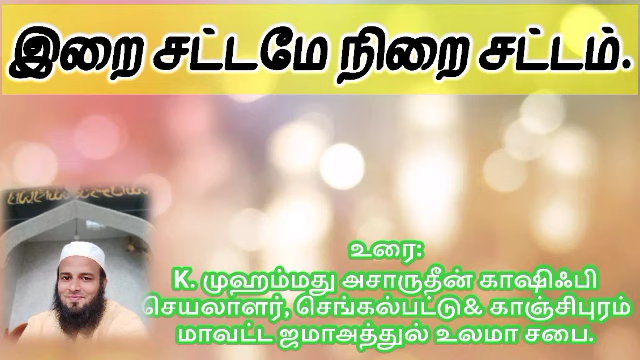 இறை சட்டமே நிறை சட்டம்.
உரை:
K. முஹம்மது அசாருதீன் காஷிஃபி
செயலாளர், செங்கல்பட்டு& காஞ்சிபுரம்
மாவட்ட ஜமாஅத்துல் உலமா சபை.